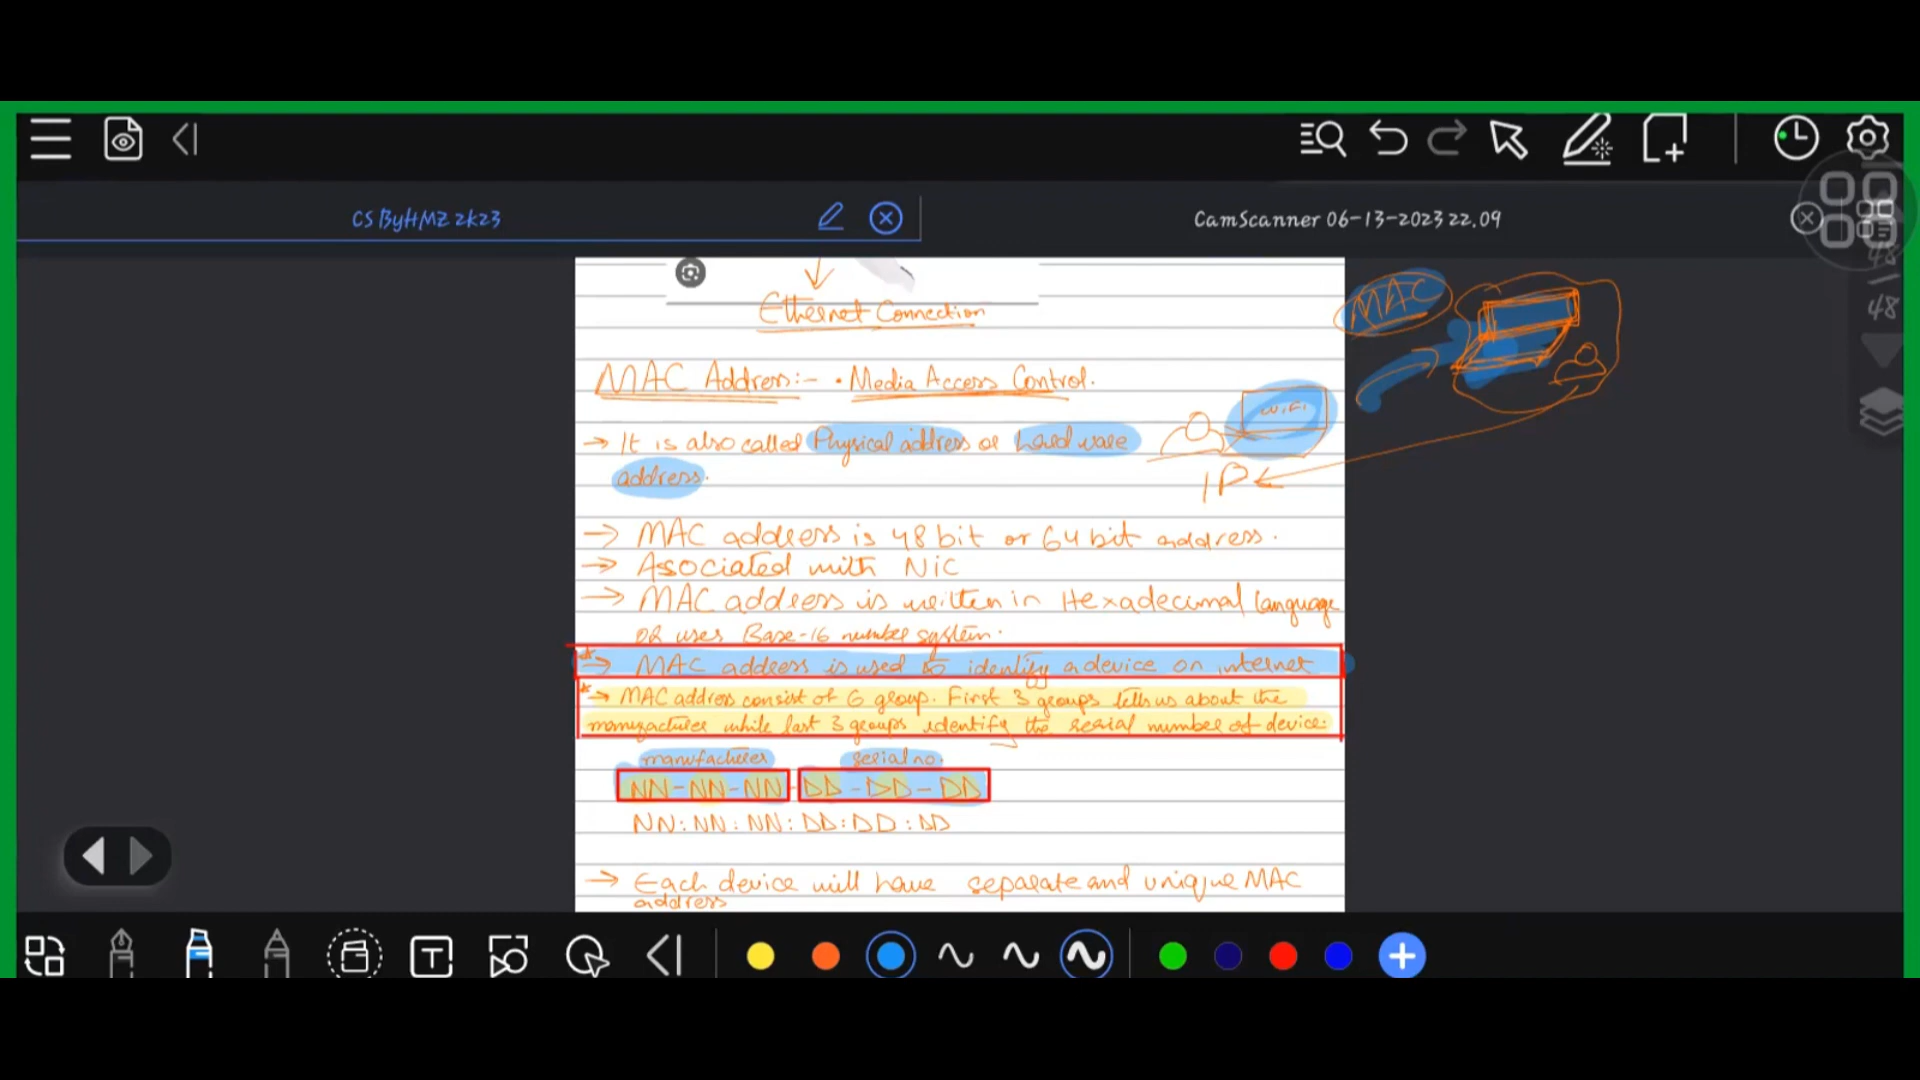 CS ByHMZ 2k23
CamScanner 06-13-2023 22.09
48
/
48
Ethernet Connection
MAC
MAC Address:- • Media Access Control.
WiFi
→ It is also called Physical address or hardware
address.
IP
→ MAC address is 48 bit or 64 bit address.
→ Associated with NiC
→ MAC address is written in Hexadecimal language
or uses Base-16 number system.
*→ MAC address is used to identify a device on internet
*→ MAC address consist of 6 group. First 3 groups tells us about the
manufacturer while last 3 groups identify the serial number of device.
manufacturer serial no.
NN-NN-NN-DD-DD-DD
NN:NN:NN:DD:DD:DD
→ Each device will have separate and unique MAC
address